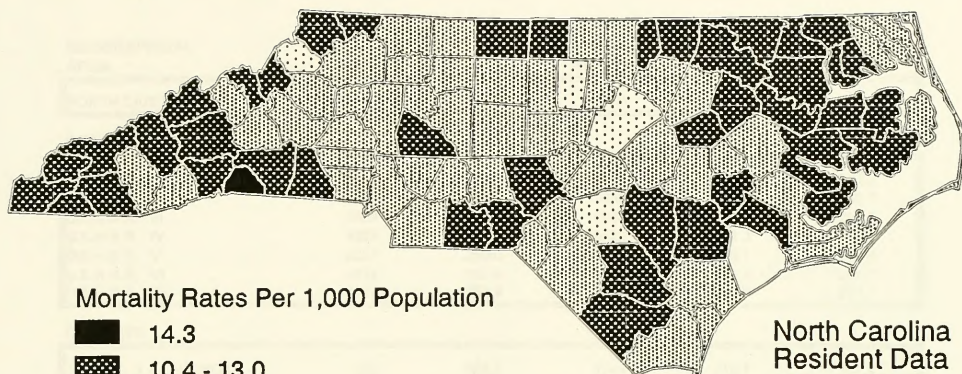 Mortality Rates Per 1,000 Population
14.3
10.4 - 13.0
North Carolina
Resident Data